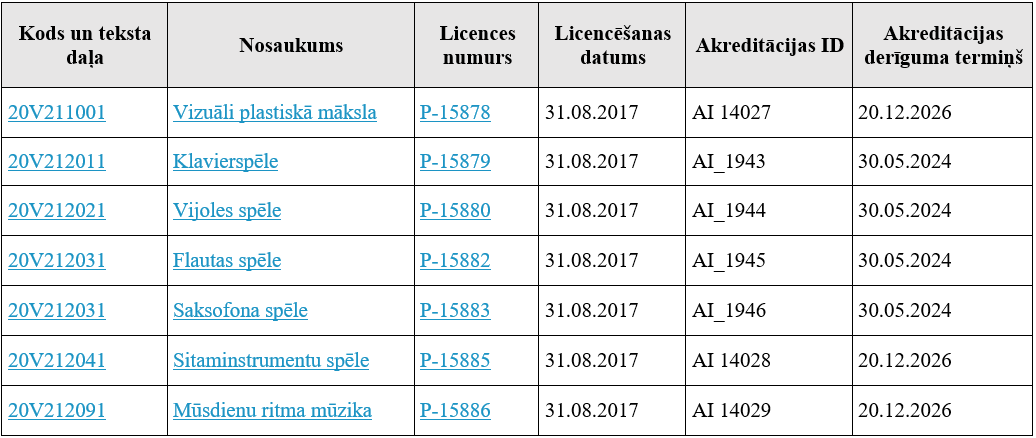 Kods un teksta daļa | Nosaukums | Licences numurs | Licencēšanas datums | Akreditācijas ID | Akreditācijas derīguma termiņš
20V211001 | Vizuāli plastiskā māksla | P-15878 | 31.08.2017 | AI 14027 | 20.12.2026
20V212011 | Klavierspēle | P-15879 | 31.08.2017 | AI_1943 | 30.05.2024
20V212021 | Vijoles spēle | P-15880 | 31.08.2017 | AI_1944 | 30.05.2024
20V212031 | Flautas spēle | P-15882 | 31.08.2017 | AI_1945 | 30.05.2024
20V212031 | Saksofona spēle | P-15883 | 31.08.2017 | AI_1946 | 30.05.2024
20V212041 | Sitaminstrumentu spēle | P-15885 | 31.08.2017 | AI 14028 | 20.12.2026
20V212091 | Mūsdienu ritma mūzika | P-15886 | 31.08.2017 | AI 14029 | 20.12.2026